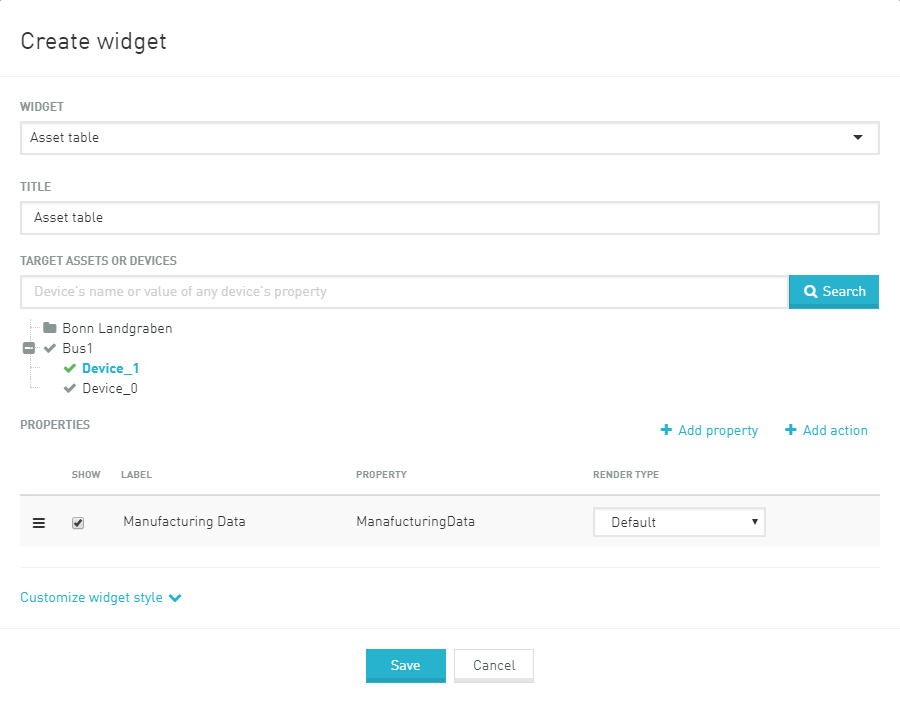 Create widget
WIDGET
Asset table
TITLE
Asset table
TARGET ASSETS OR DEVICES
Device's name or value of any device's property
Search
Bonn Landgraben
Bus1
Device_1
Device_0
PROPERTIES
Add property Add action
SHOW LABEL PROPERTY RENDER TYPE
Manufacturing Data ManafucturingData Default
Customize widget style
Save Cancel